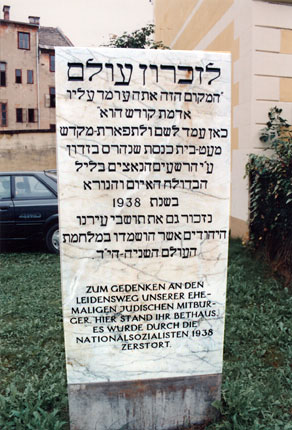 לזכרון עולם
"המקום הזה אתה עומד עליו
אדמת קודש הוא"
כאן עמד לשם ולתפארת-מקדש
מעט-בית כנסת שנהרס בזדון
ע"י הרשעים הנאצים בליל
הבדולח האיום והנורא
בשנת 1938
נזכור גם את תושבי עירנו
היהודים אשר הושמדו במלחמת
העולם השניה-הי"ד
ZUM GEDENKEN AN DEN
LEIDENSWEG UNSERER EHE-
MALIGEN JÜDISCHEN MITBÜR-
GER. HIER STAND IHR BETHAUS.
ES WURDE DURCH DIE
NATIONALSOZIALISTEN 1938
ZERSTÖRT.